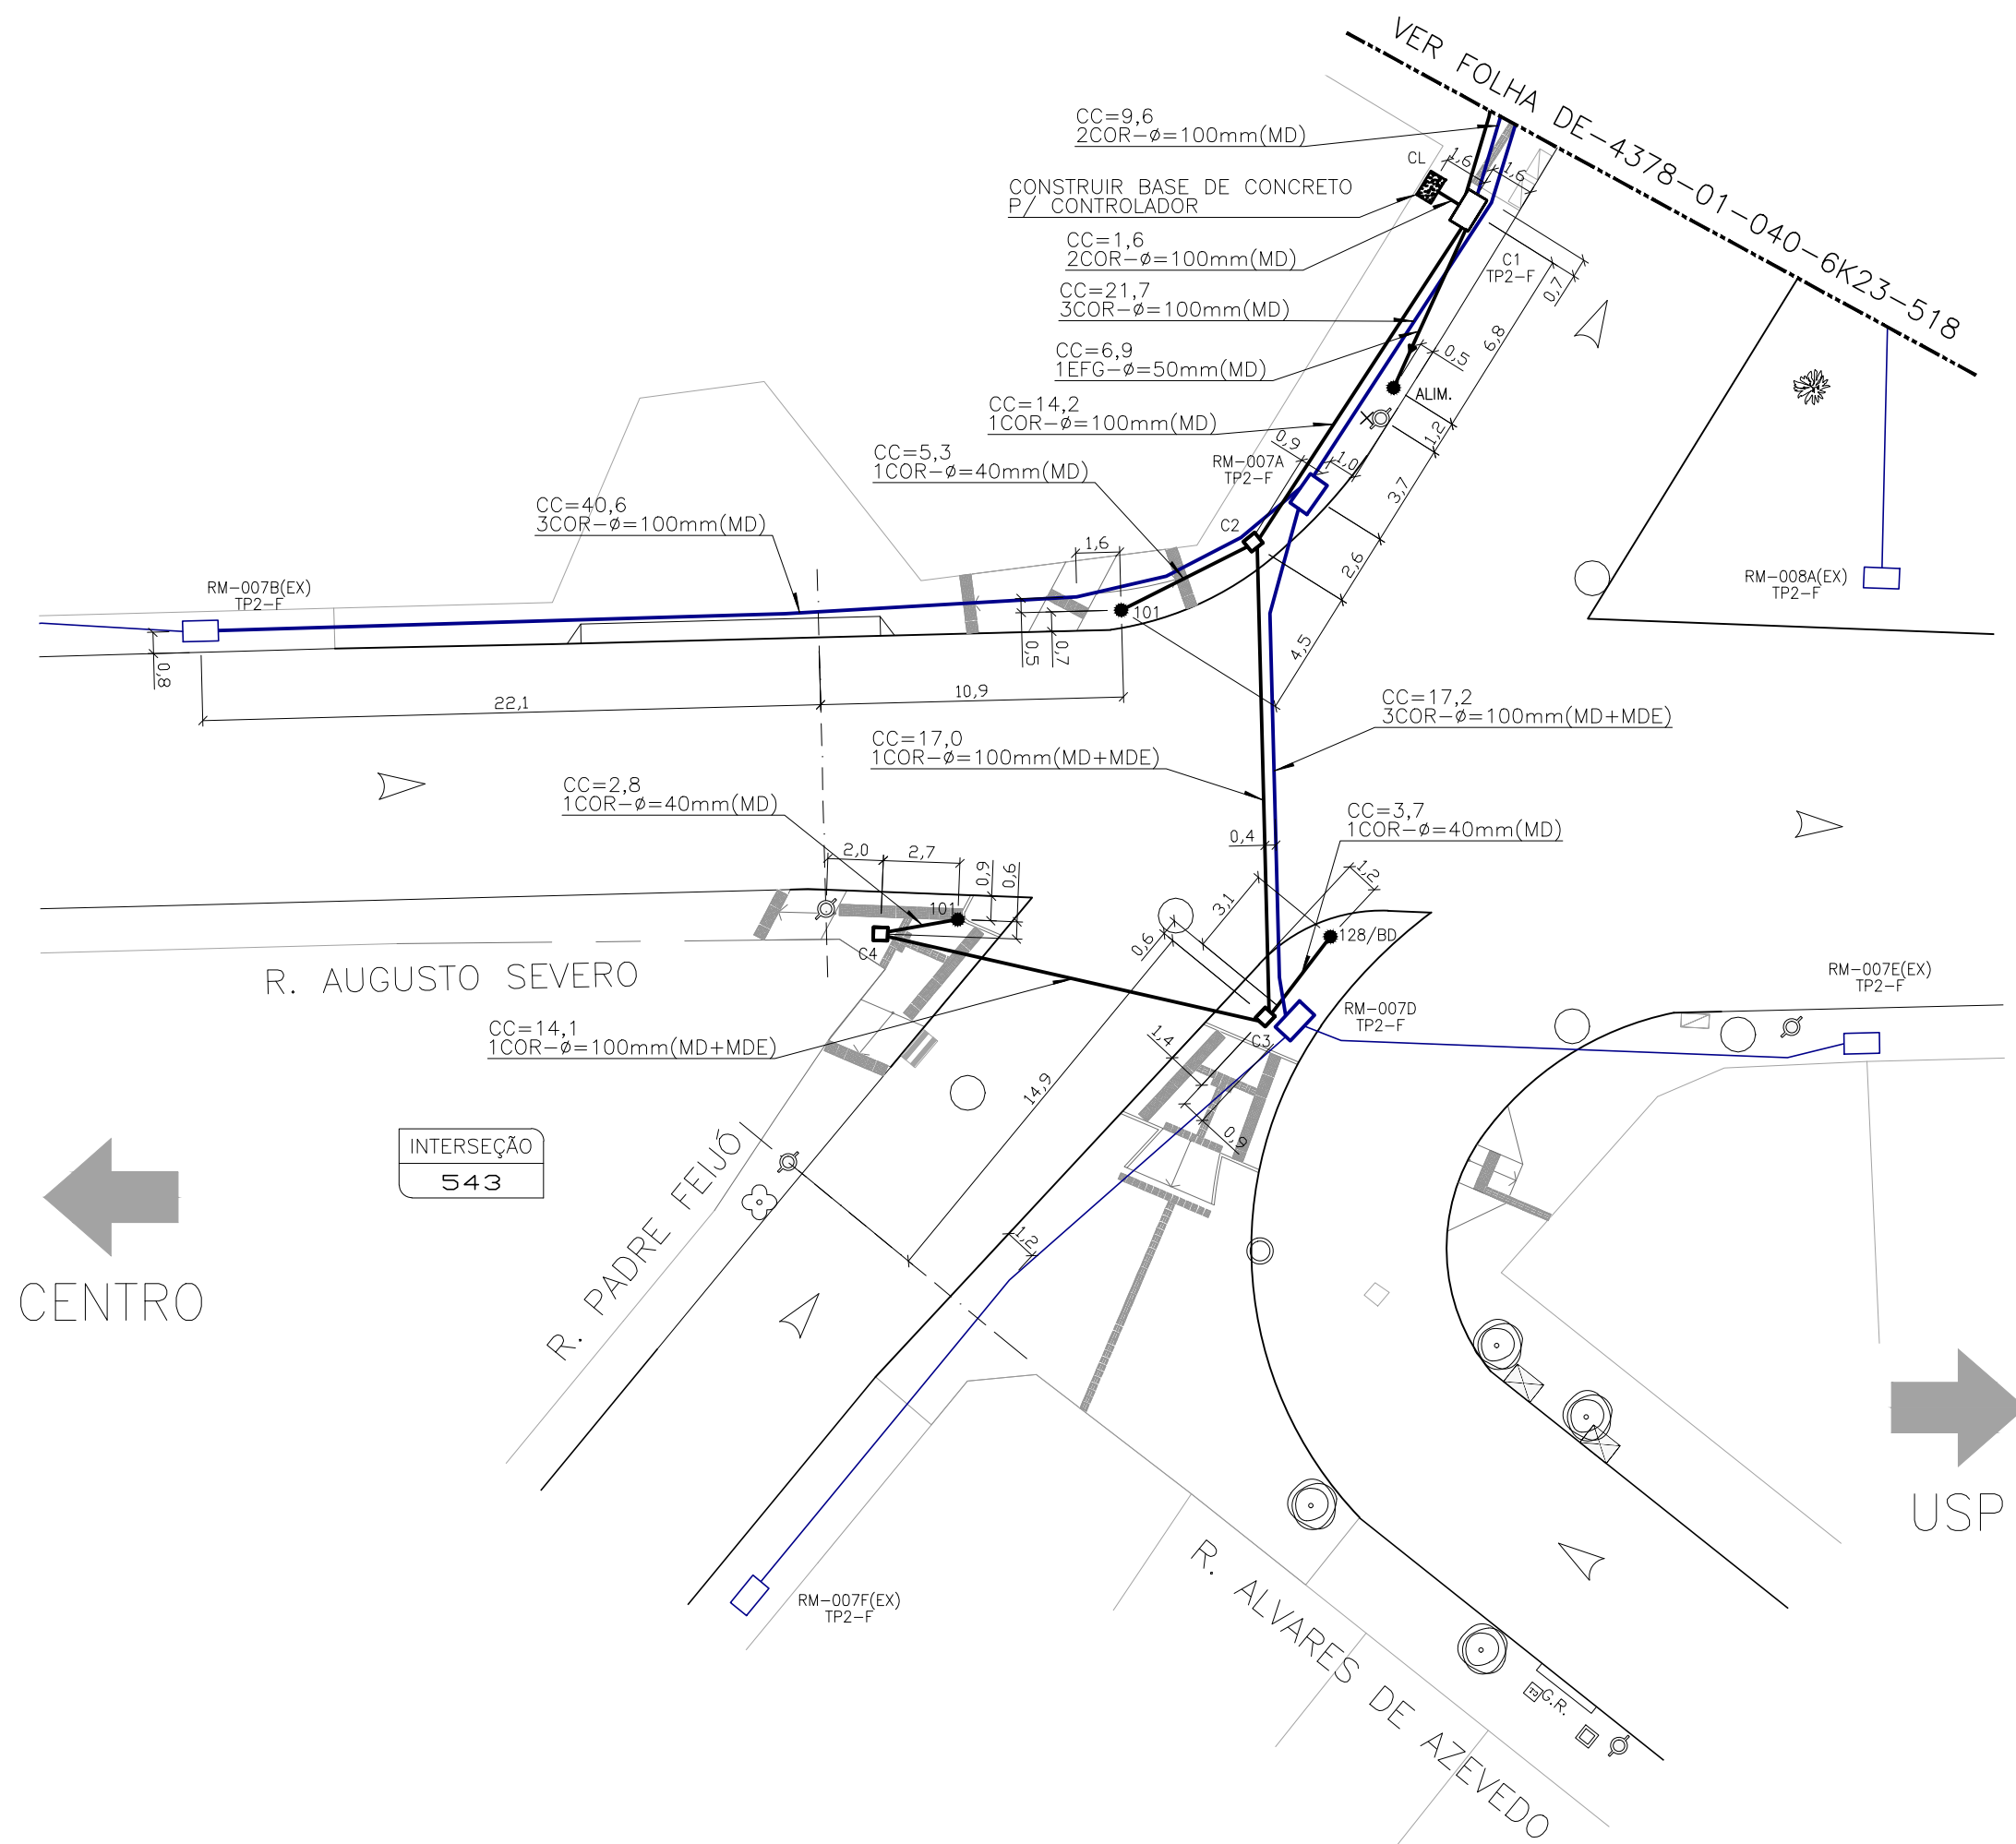 VER FOLHA DE-4378-01-040-6K23-518
CC=9,6
2COR-ø=100mm(MD)
CL
1,6
1,6
CONSTRUIR BASE DE CONCRETO
P/ CONTROLADOR
CC=1,6
2COR-ø=100mm(MD)
C1
TP2-F
0,7
CC=21,7
3COR-ø=100mm(MD)
6,8
0,5
CC=6,9
1EFG-ø=50mm(MD)
ALIM.
1,2
CC=14,2
1COR-ø=100mm(MD)
0,9
1,0
RM-007A
TP2-F
3,7
CC=5,3
1COR-ø=40mm(MD)
CC=40,6
3COR-ø=100mm(MD)
C2
1,6
2,6
RM-007B(EX)
TP2-F
RM-008A(EX)
TP2-F
101
0,8
0,5
0,7
4,5
22,1
10,9
CC=17,2
3COR-ø=100mm(MD+MDE)
CC=17,0
1COR-ø=100mm(MD+MDE)
CC=2,8
1COR-ø=40mm(MD)
CC=3,7
1COR-ø=40mm(MD)
0,4
2,0
2,7
0,9
0,6
1,2
3,1
101
128/BD
0,6
C4
R. AUGUSTO SEVERO
RM-007E(EX)
TP2-F
RM-007D
TP2-F
CC=14,1
1COR-ø=100mm(MD+MDE)
C3
1,4
14,9
0,9
INTERSEÇÃO
543
R. PADRE FEIJÓ
1,2
CENTRO
USP
RM-007F(EX)
TP2-F
R. ALVARES DE AZEVEDO
G.R.